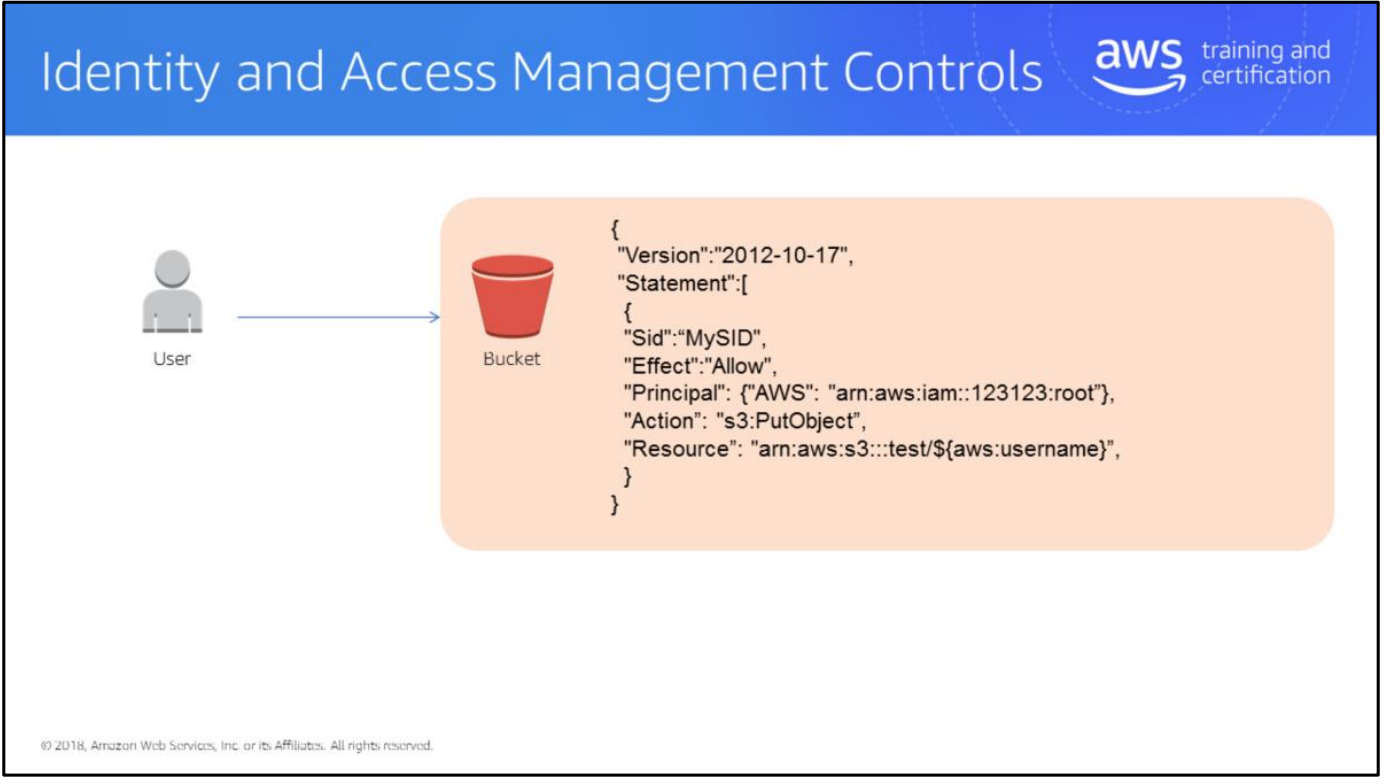 Identity and Access Management Controls
aws training and
certification
{
"Version":"2012-10-17",
"Statement":[
{
"Sid":“MySID”,
"Effect":"Allow",
"Principal": {"AWS": "arn:aws:iam::123123:root”},
"Action”: "s3:PutObject”,
"Resource”: "arn:aws:s3:::test/${aws:username}”,
}
}
User
Bucket
© 2018, Amazon Web Services, Inc. or its Affiliates. All rights reserved.